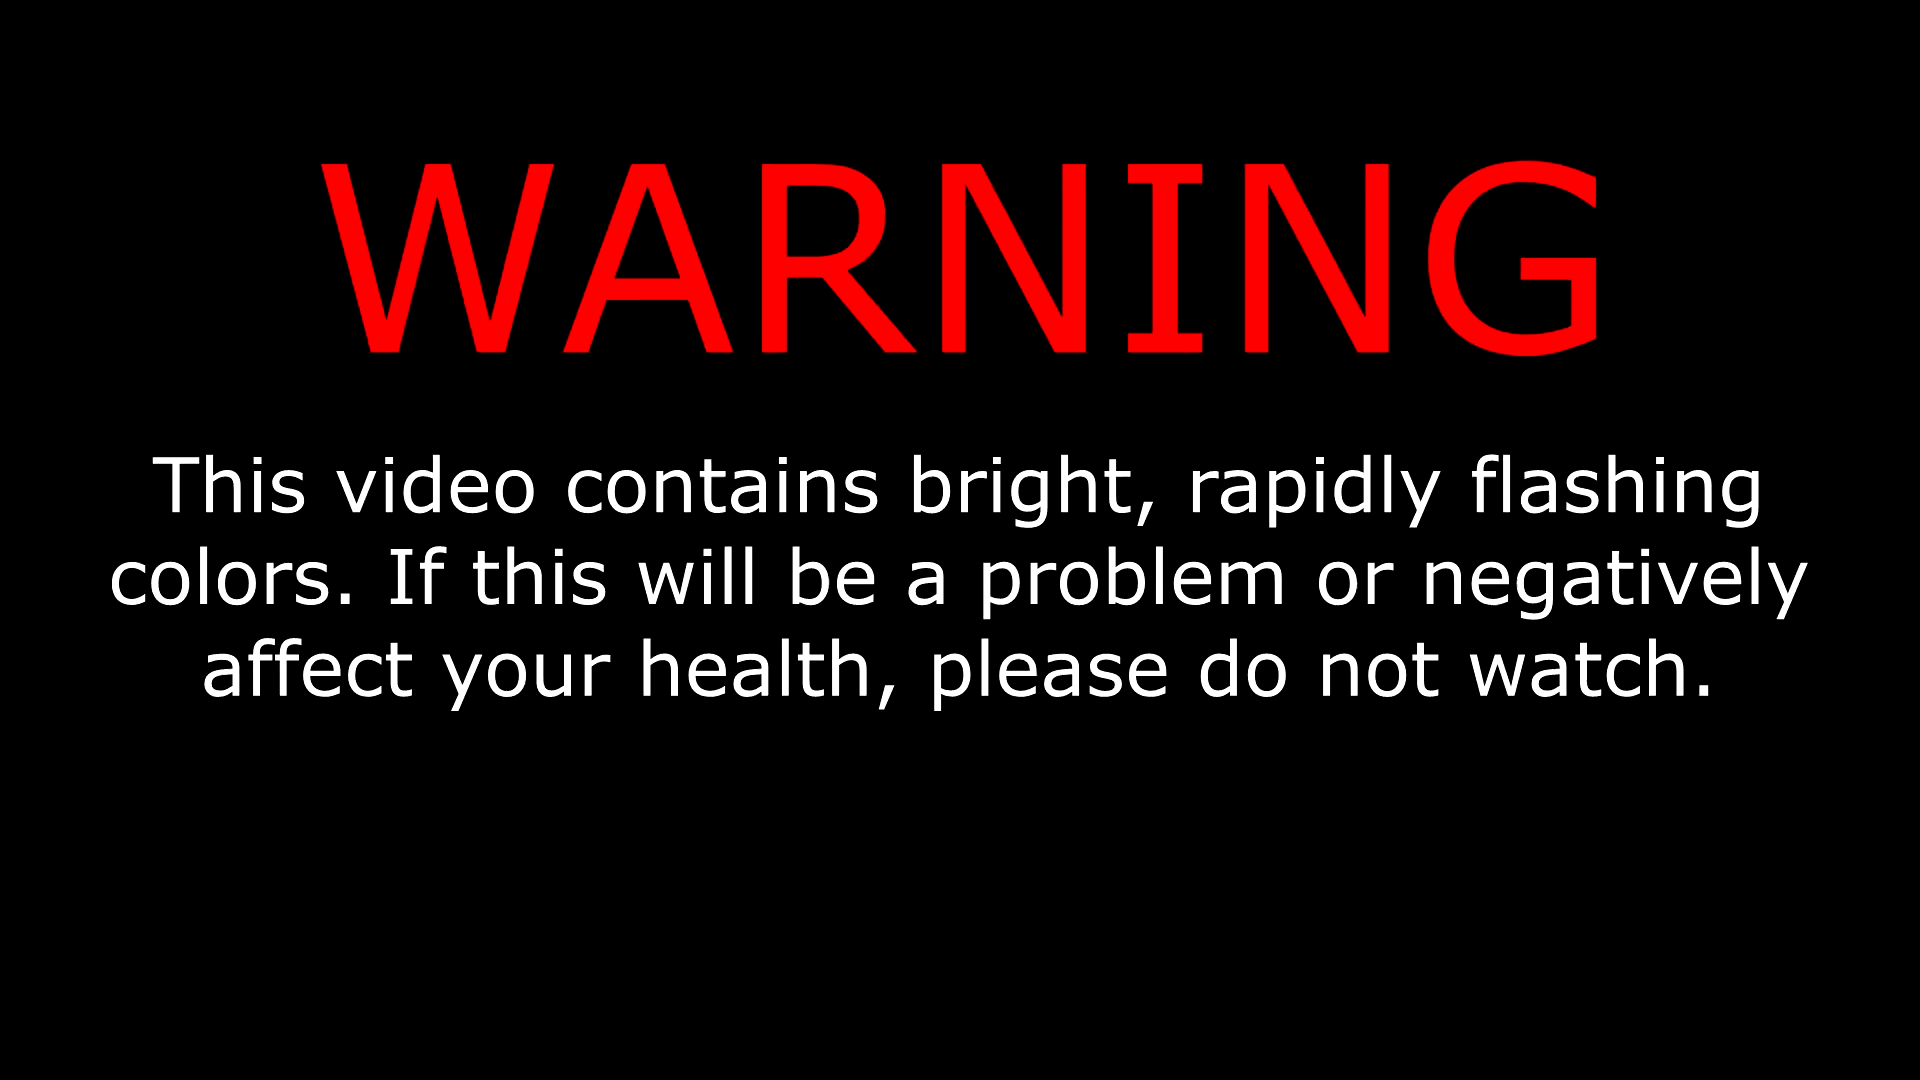 WARNING
This video contains bright, rapidly flashing
colors. If this will be a problem or negatively
affect your health, please do not watch.